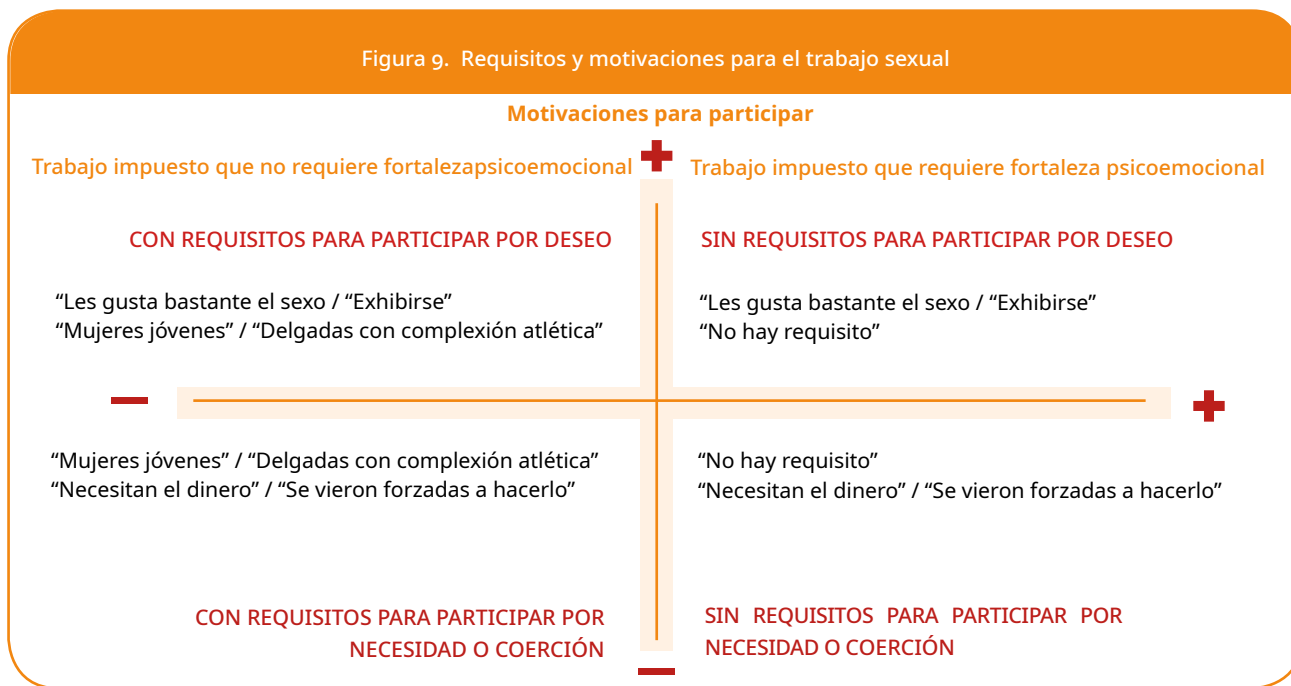 Figura 9. Requisitos y motivaciones para el trabajo sexual
Motivaciones para participar
Trabajo impuesto que no requiere fortalezapsicoemocional
Trabajo impuesto que requiere fortaleza psicoemocional
CON REQUISITOS PARA PARTICIPAR POR DESEO
“Les gusta bastante el sexo / “Exhibirse”
“Mujeres jóvenes” / “Delgadas con complexión atlética”
SIN REQUISITOS PARA PARTICIPAR POR DESEO
“Les gusta bastante el sexo / “Exhibirse”
“No hay requisito”
“Mujeres jóvenes” / “Delgadas con complexión atlética”
“Necesitan el dinero” / “Se vieron forzadas a hacerlo”
“No hay requisito”
“Necesitan el dinero” / “Se vieron forzadas a hacerlo”
CON REQUISITOS PARA PARTICIPAR POR
NECESIDAD O COERCIÓN
SIN REQUISITOS PARA PARTICIPAR POR
NECESIDAD O COERCIÓN